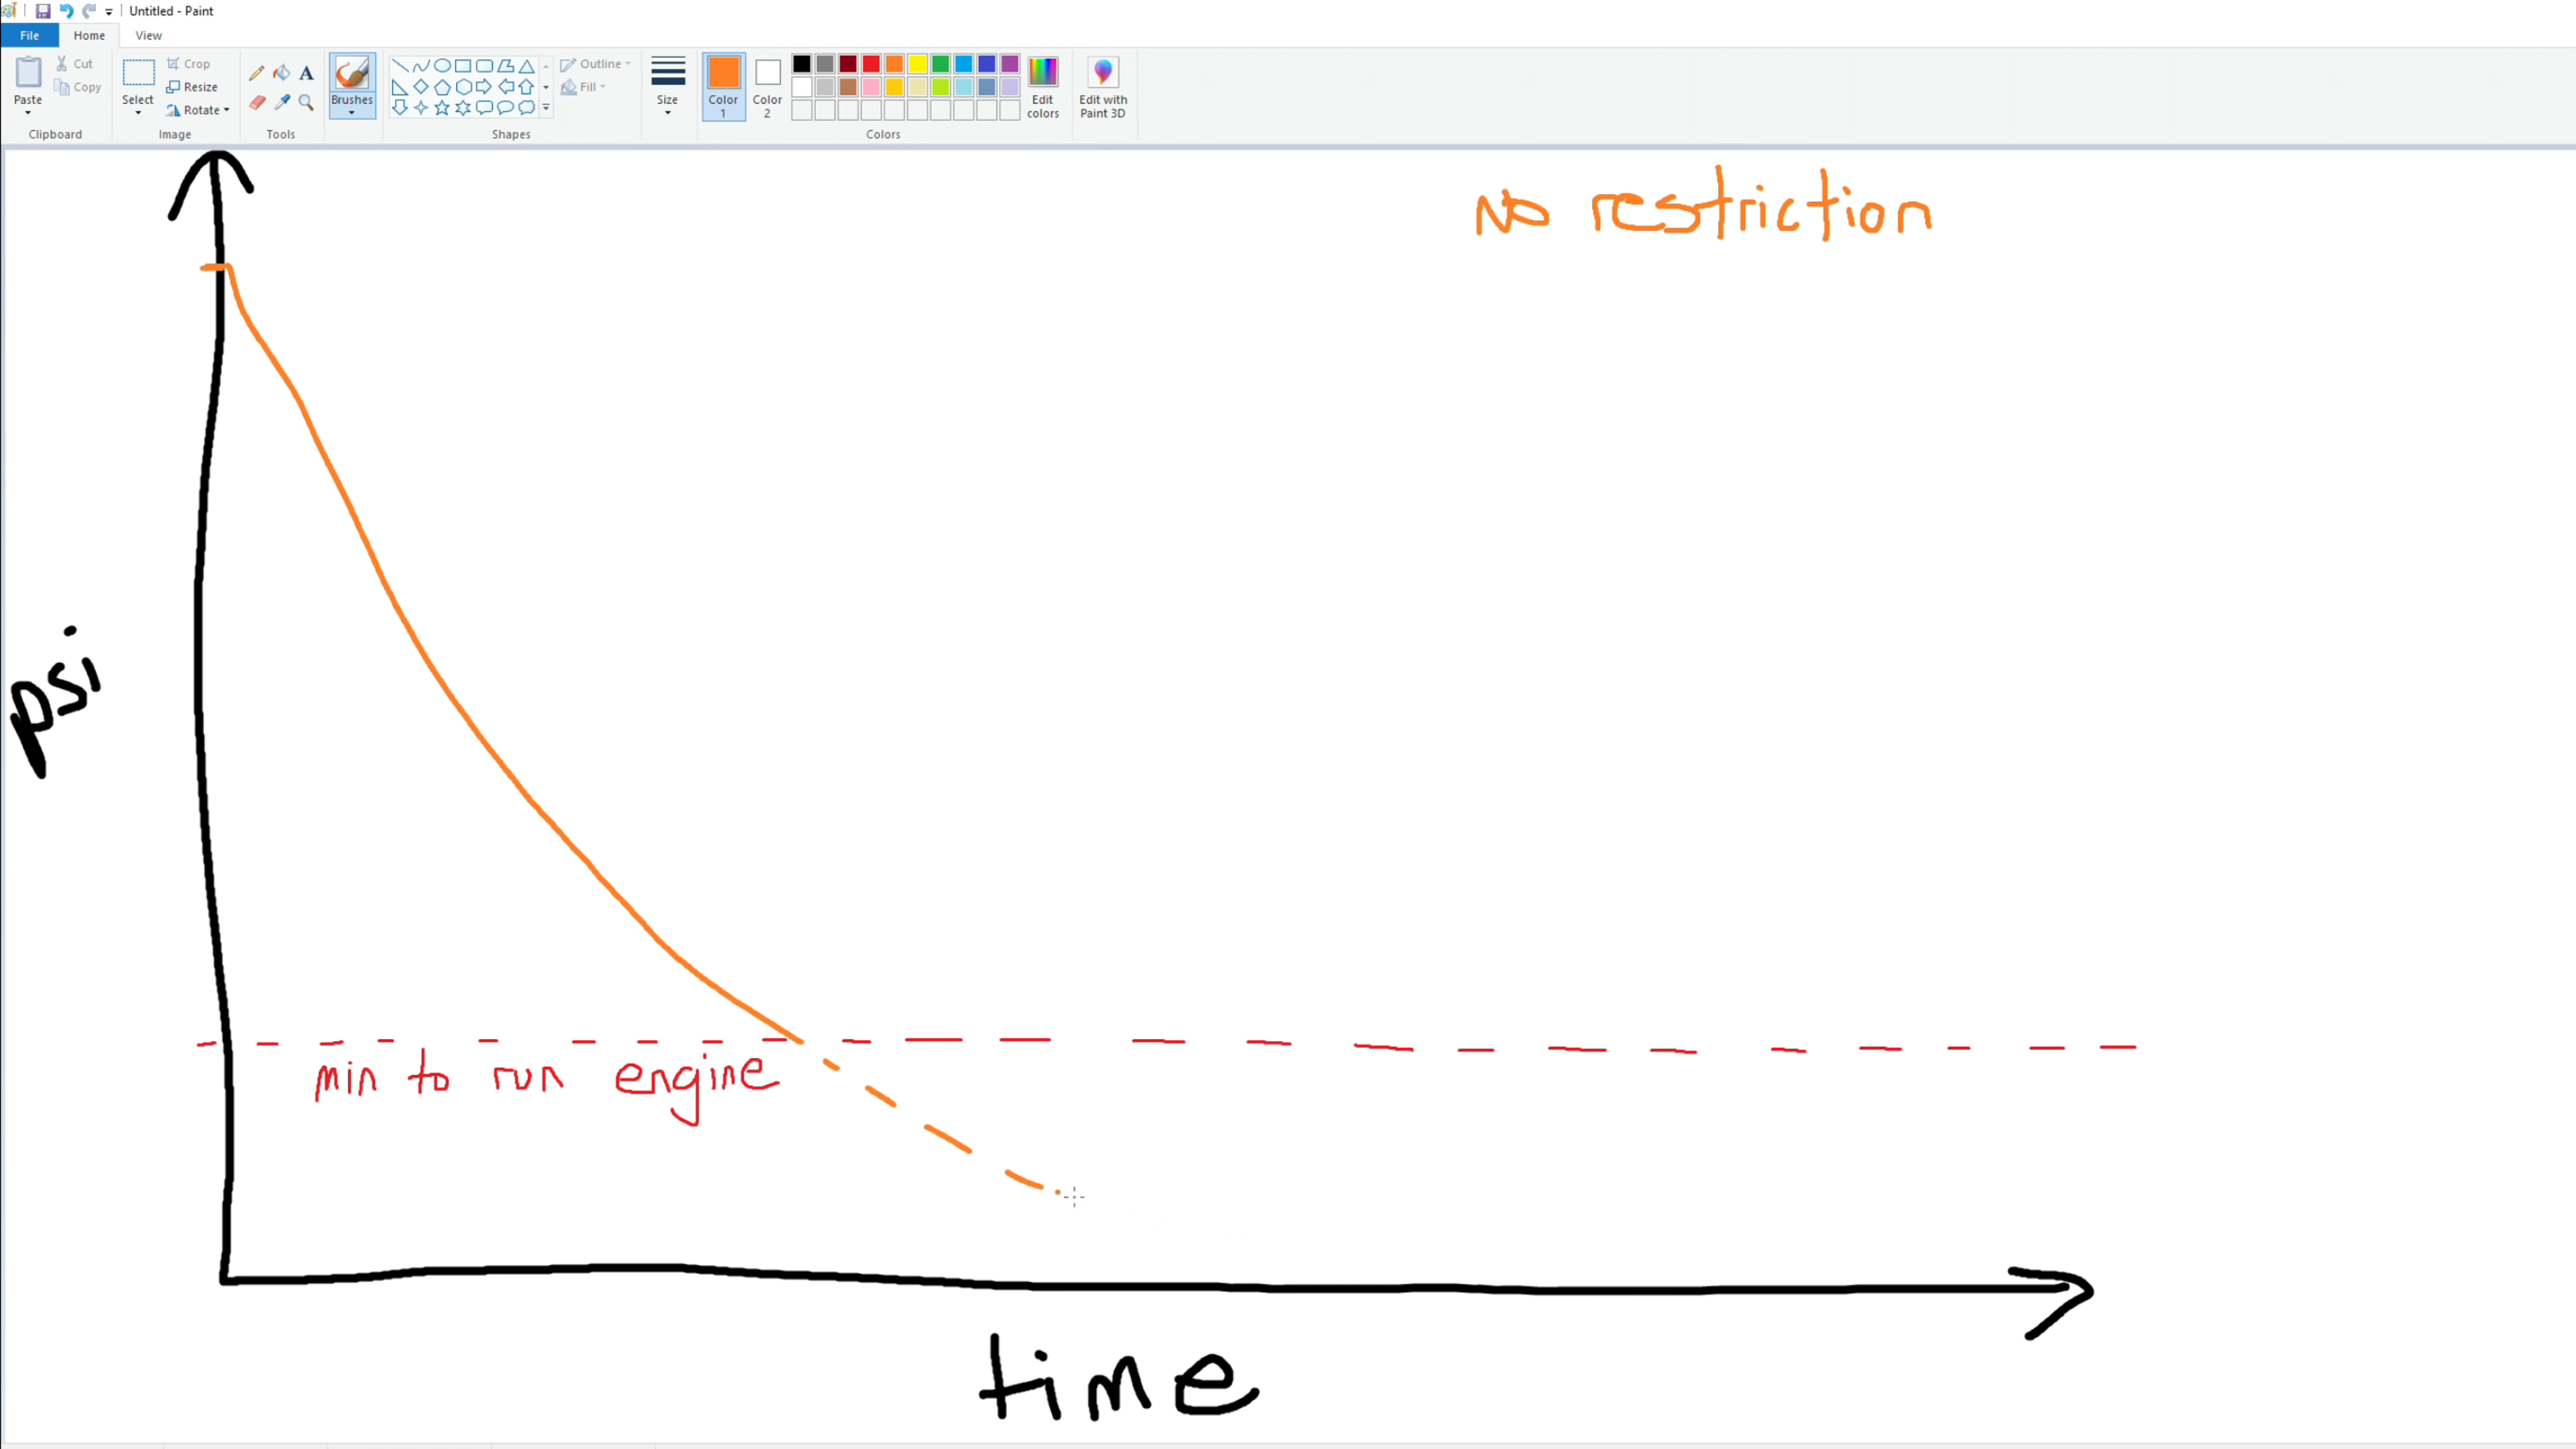 Untitled - Paint
File Home View
Paste
Cut
Copy
Clipboard
Select
Crop
Resize
Rotate
Image
A
Tools
Brushes
Outline
Fill
Shapes
Size
Color
1
Color
2
Edit
colors
Colors
Edit with
Paint 3D
No restriction
psi
min to run engine
time